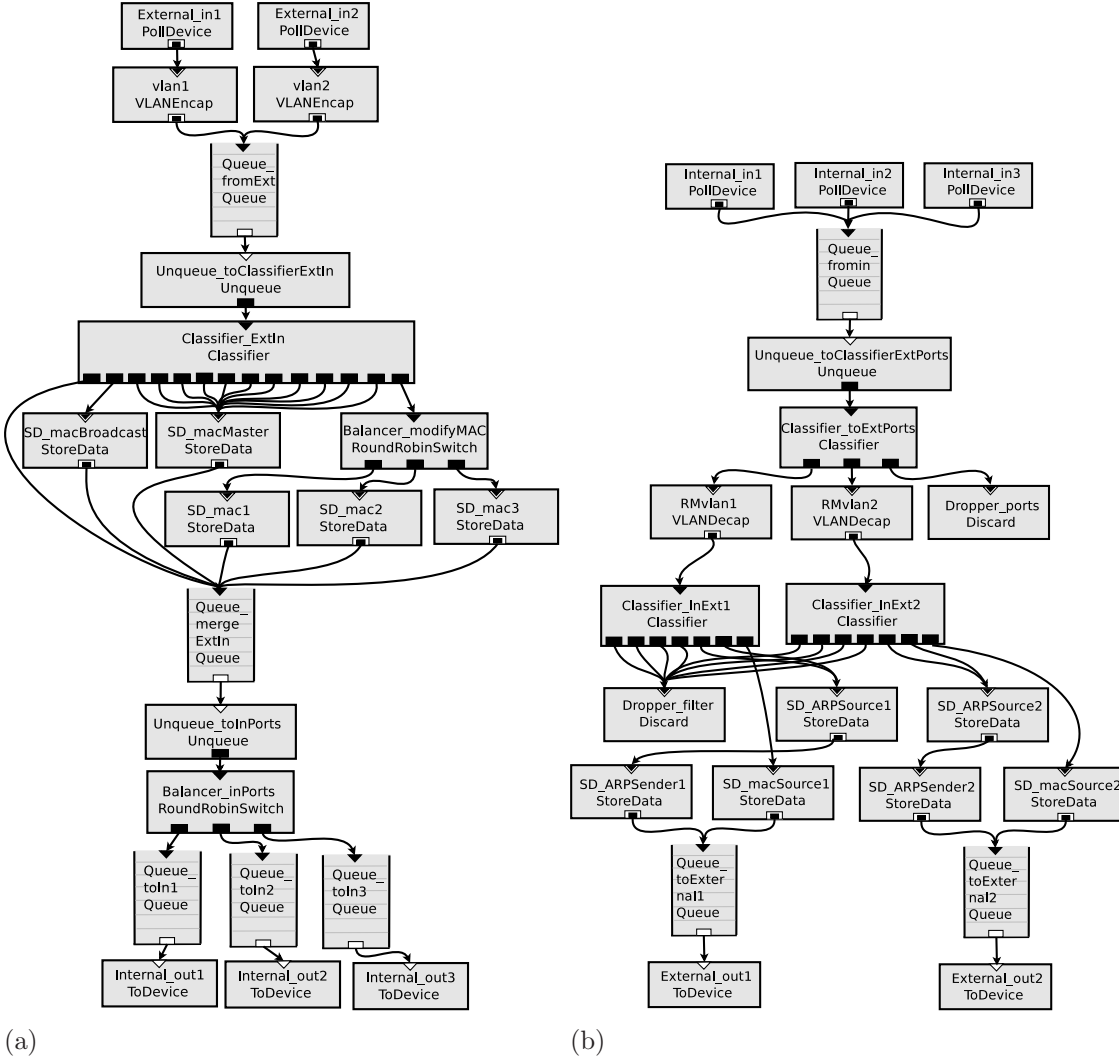 External_in1
PollDevice
External_in2
PollDevice
vlan1
VLANEncap
vlan2
VLANEncap
Queue_
fromExt
Queue
Unqueue_toClassifierExtIn
Unqueue
Classifier_ExtIn
Classifier
SD_macBroadcast
StoreData
SD_macMaster
StoreData
Balancer_modifyMAC
RoundRobinSwitch
SD_mac1
StoreData
SD_mac2
StoreData
SD_mac3
StoreData
Queue_
merge
ExtIn
Queue
Unqueue_toInPorts
Unqueue
Balancer_inPorts
RoundRobinSwitch
Queue_
toIn1
Queue
Queue_
toIn2
Queue
Queue_
toIn3
Queue
Internal_out1
ToDevice
Internal_out2
ToDevice
Internal_out3
ToDevice
(a)
Internal_in1
PollDevice
Internal_in2
PollDevice
Internal_in3
PollDevice
Queue_
fromin
Queue
Unqueue_toClassifierExtPorts
Unqueue
Classifier_toExtPorts
Classifier
RMvlan1
VLANDecap
RMvlan2
VLANDecap
Dropper_ports
Discard
Classifier_InExt1
Classifier
Classifier_InExt2
Classifier
Dropper_filter
Discard
SD_ARPSource1
StoreData
SD_ARPSource2
StoreData
SD_ARPSender1
StoreData
SD_macSource1
StoreData
SD_ARPSender2
StoreData
SD_macSource2
StoreData
Queue_
toExter
nal1
Queue
Queue_
toExter
nal2
Queue
External_out1
ToDevice
External_out2
ToDevice
(b)